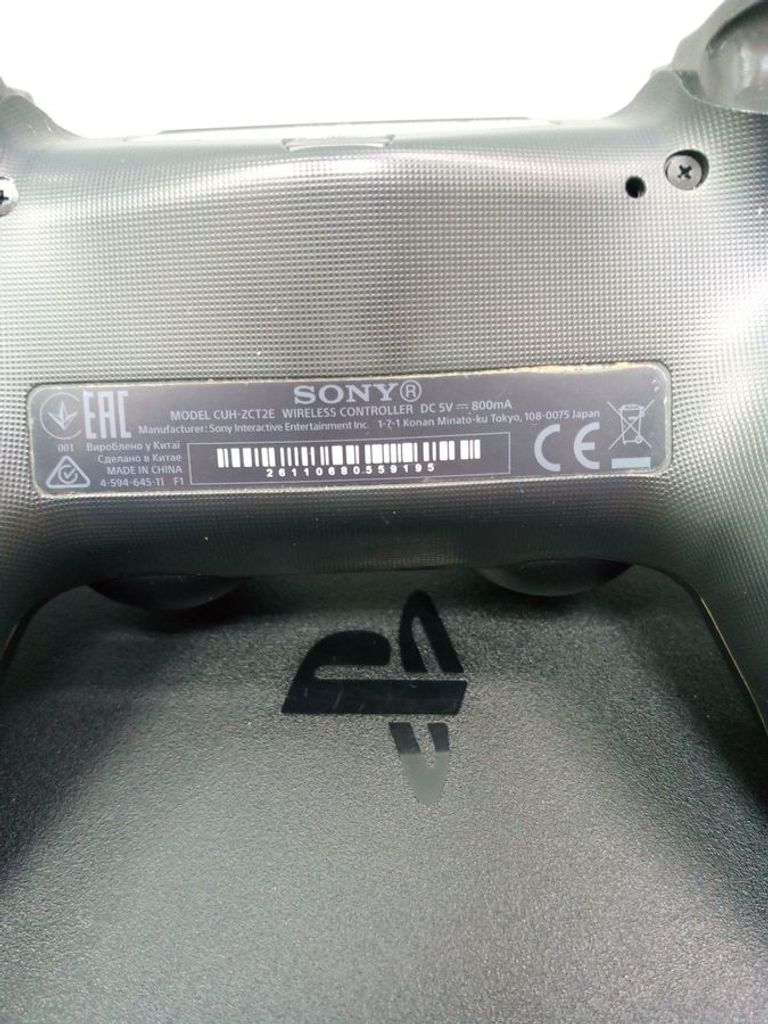 SONY®
MODEL CUH-ZCT2E WIRELESS CONTROLLER DC 5V ⎓ 800mA
Manufacturer: Sony Interactive Entertainment Inc. 1-7-1 Konan Minato-ku Tokyo, 108-0075 Japan
EAC
001 Вироблено у Китаї
Сделано в Китае
MADE IN CHINA
4-594-645-11 F1
26110680559195
CE